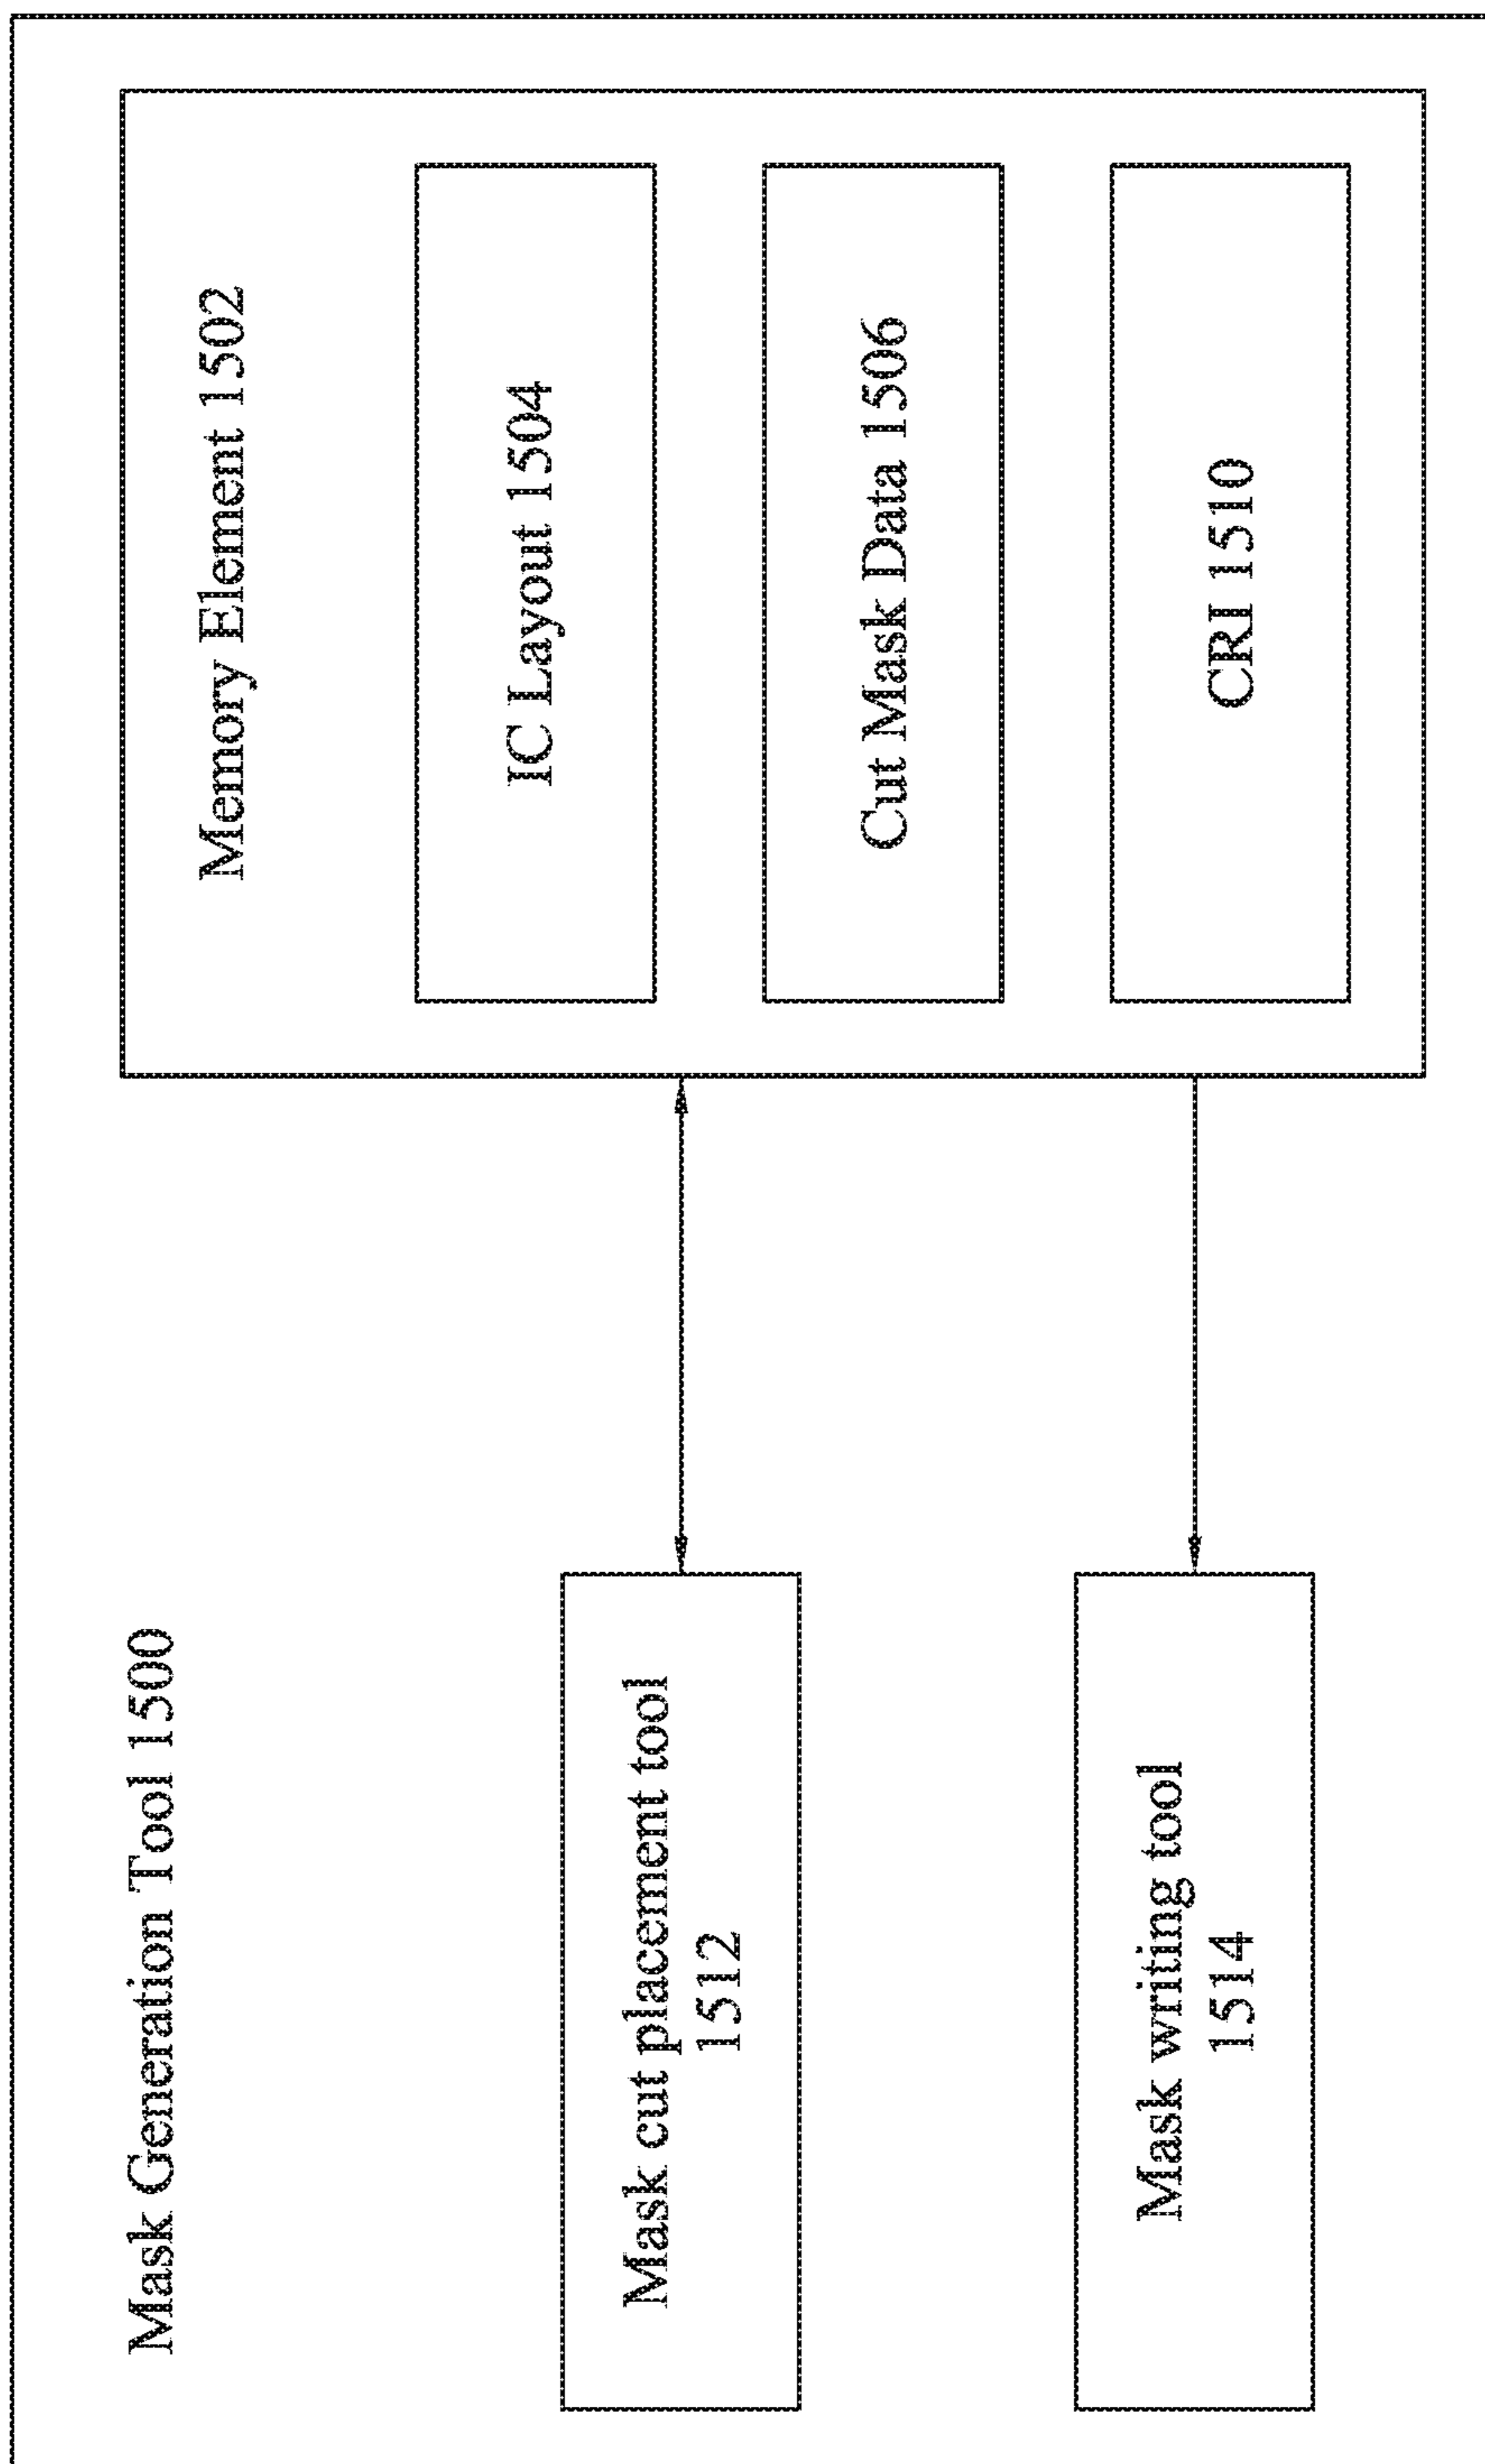 Mask Generation Tool 1500
Mask cut placement tool
1512
Mask writing tool
1514
Memory Element 1502
IC Layout 1504
Cut Mask Data 1506
CRI 1510